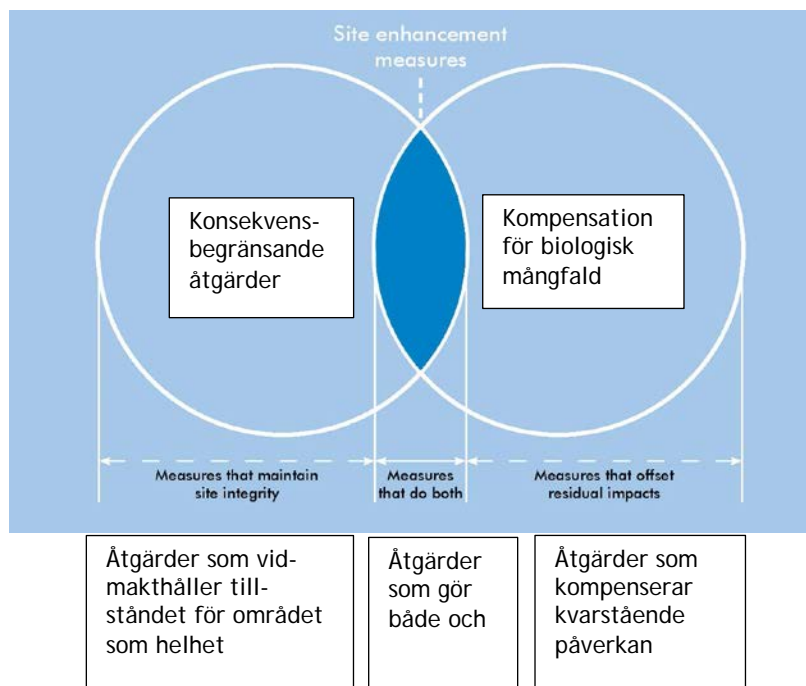 Site enhancement
measures
Konsekvens-
begränsande
åtgärder
Kompensation
för biologisk
mångfald
Measures that maintain
site integrity
Measures
that do both
Measures that offset
residual impacts
Åtgärder som vid-
makthåller till-
ståndet för området
som helhet
Åtgärder
som gör
både och
Åtgärder som
kompenserar
kvarstående
påverkan